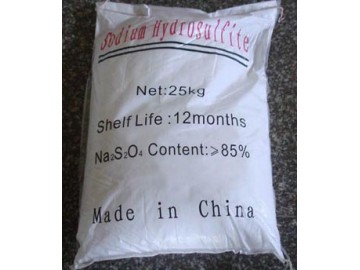 Sodium Hydrosulfite
Net:25kg
Shelf Life :12months
Na₂S₂O₄ Content:≥85%
Made in China